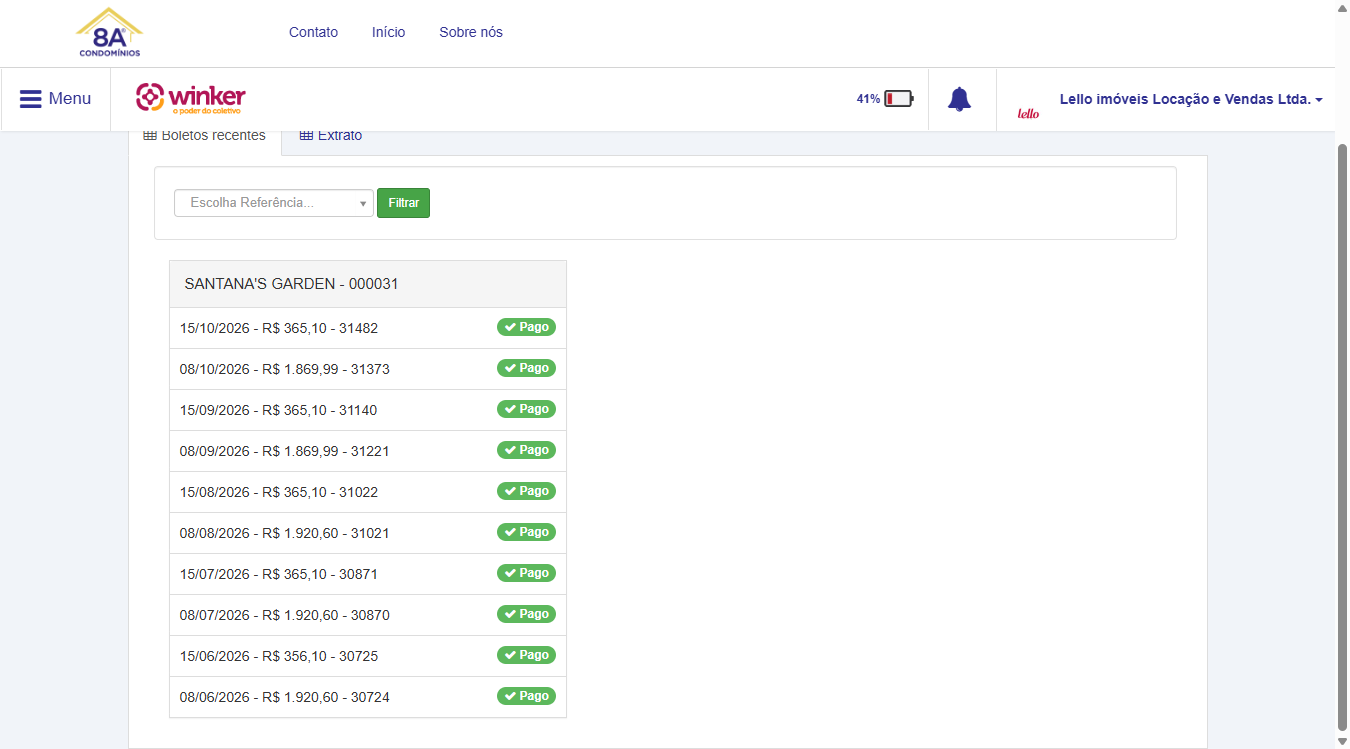 8A
CONDOMÍNIOS
Contato Início Sobre nós
Menu
winker
o poder do coletivo
41%
lello
Lello imóveis Locação e Vendas Ltda.
Boletos recentes Extrato
Escolha Referência... Filtrar
SANTANA'S GARDEN - 000031
15/10/2026 - R$ 365,10 - 31482 Pago
08/10/2026 - R$ 1.869,99 - 31373 Pago
15/09/2026 - R$ 365,10 - 31140 Pago
08/09/2026 - R$ 1.869,99 - 31221 Pago
15/08/2026 - R$ 365,10 - 31022 Pago
08/08/2026 - R$ 1.920,60 - 31021 Pago
15/07/2026 - R$ 365,10 - 30871 Pago
08/07/2026 - R$ 1.920,60 - 30870 Pago
15/06/2026 - R$ 356,10 - 30725 Pago
08/06/2026 - R$ 1.920,60 - 30724 Pago